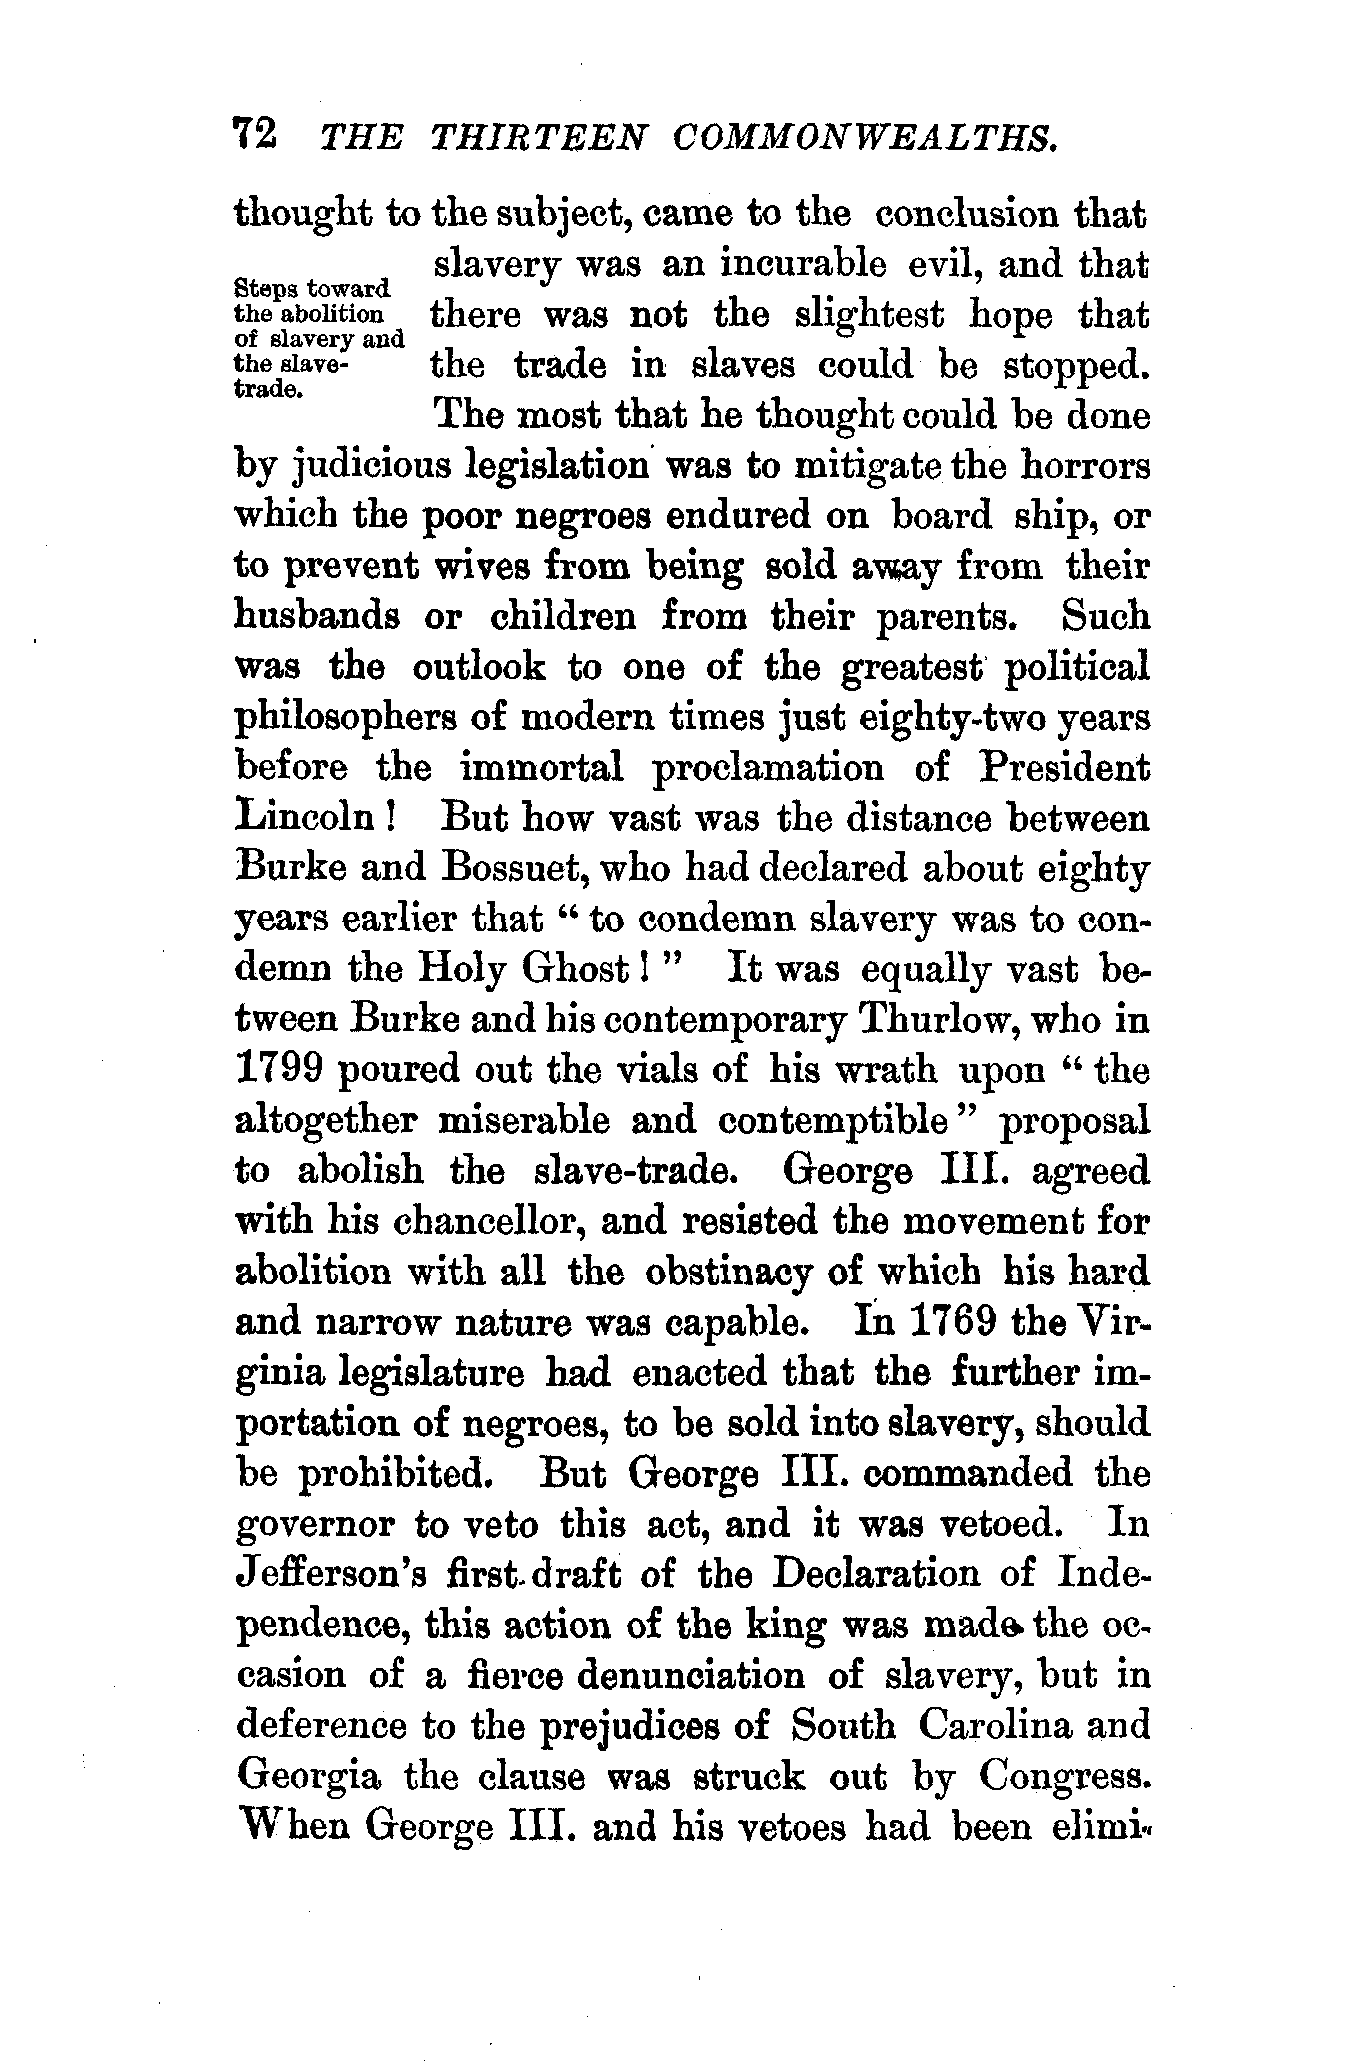 72 THE THIRTEEN COMMONWEALTHS.
thought to the subject, came to the conclusion that
slavery was an incurable evil, and that
Steps toward
the abolition
of slavery and
the slave-
trade.
there was not the slightest hope that
the trade in slaves could be stopped.
The most that he thought could be done
by judicious legislation was to mitigate the horrors
which the poor negroes endured on board ship, or
to prevent wives from being sold away from their
husbands or children from their parents. Such
was the outlook to one of the greatest political
philosophers of modern times just eighty-two years
before the immortal proclamation of President
Lincoln! But how vast was the distance between
Burke and Bossuet, who had declared about eighty
years earlier that "to condemn slavery was to con-
demn the Holy Ghost!" It was equally vast be-
tween Burke and his contemporary Thurlow, who in
1799 poured out the vials of his wrath upon "the
altogether miserable and contemptible" proposal
to abolish the slave-trade. George III. agreed
with his chancellor, and resisted the movement for
abolition with all the obstinacy of which his hard
and narrow nature was capable. In 1769 the Vir-
ginia legislature had enacted that the further im-
portation of negroes, to be sold into slavery, should
be prohibited. But George III. commanded the
governor to veto this act, and it was vetoed. In
Jefferson's first draft of the Declaration of Inde-
pendence, this action of the king was made the oc-
casion of a fierce denunciation of slavery, but in
deference to the prejudices of South Carolina and
Georgia the clause was struck out by Congress.
When George III. and his vetoes had been elimi-